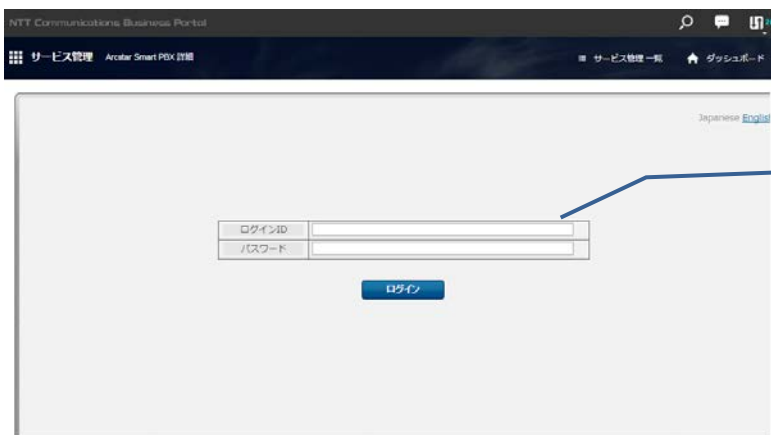 NTT Communications Business Portal
サービス管理 Arcstar Smart PBX 詳細
サービス管理一覧 ダッシュボード
Japanese English
ログインID
パスワード
ログイン